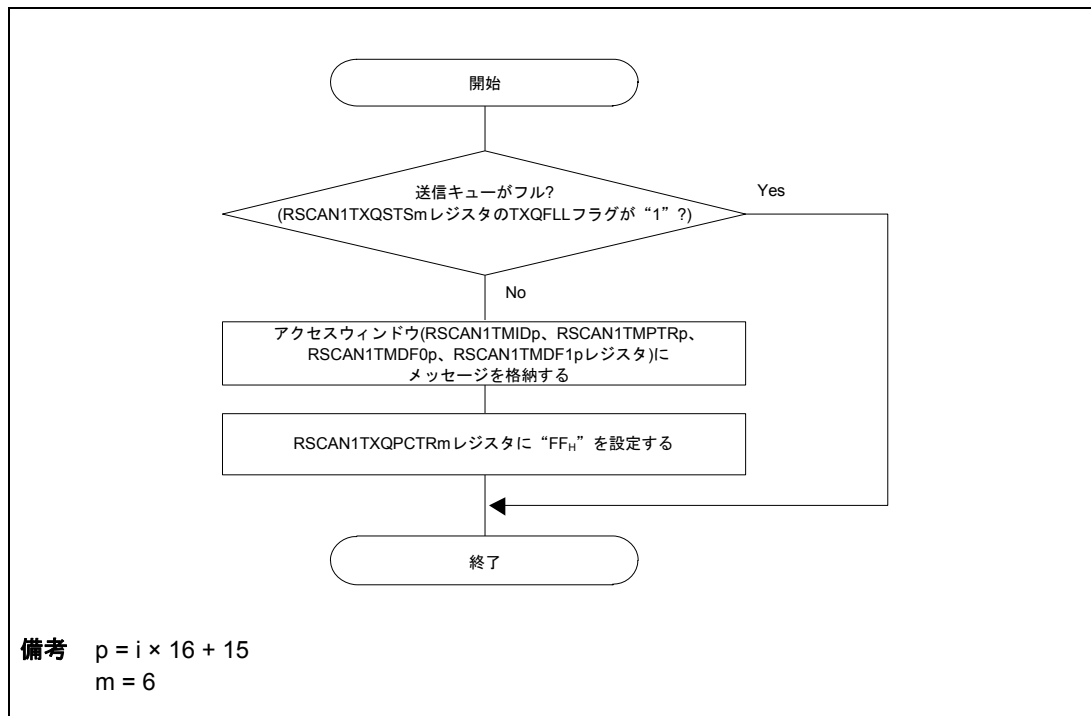 開始
送信キューがフル?
(RSCAN1TXQSTSmレジスタのTXQFLLフラグが“1”?)
Yes
No
アクセスウィンドウ(RSCAN1TMIDp、RSCAN1TMPTRp、
RSCAN1TMDF0p、RSCAN1TMDF1pレジスタ)に
メッセージを格納する
RSCAN1TXQPCTRmレジスタに“FFH”を設定する
終了
備考 p = i × 16 + 15
m = 6